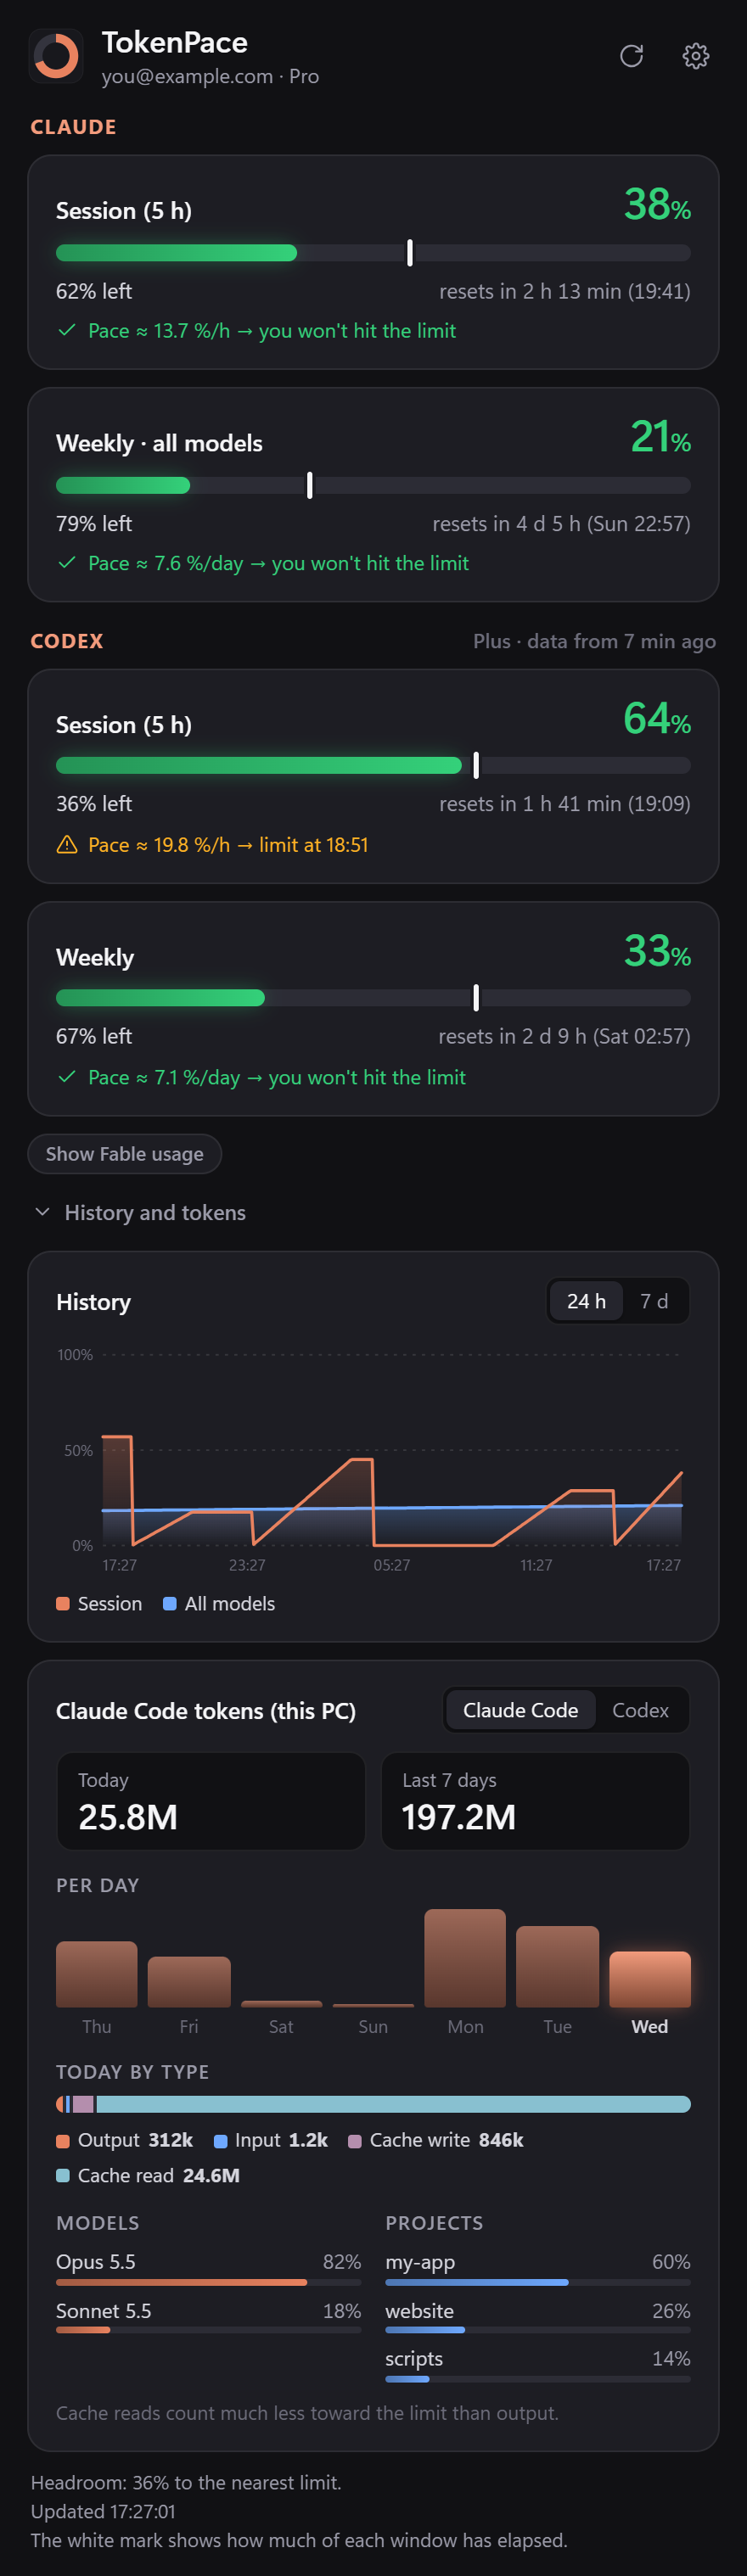 TokenPace
you@example.com · Pro
CLAUDE
Session (5 h)
38%
62% left
resets in 2 h 13 min (19:41)
Pace ≈ 13.7 %/h → you won't hit the limit
Weekly · all models
21%
79% left
resets in 4 d 5 h (Sun 22:57)
Pace ≈ 7.6 %/day → you won't hit the limit
CODEX
Plus · data from 7 min ago
Session (5 h)
64%
36% left
resets in 1 h 41 min (19:09)
Pace ≈ 19.8 %/h → limit at 18:51
Weekly
33%
67% left
resets in 2 d 9 h (Sat 02:57)
Pace ≈ 7.1 %/day → you won't hit the limit
Show Fable usage
History and tokens
History
24 h
7 d
100%
50%
0%
17:27
23:27
05:27
11:27
17:27
Session
All models
Claude Code tokens (this PC)
Claude Code
Codex
Today
25.8M
Last 7 days
197.2M
PER DAY
Thu
Fri
Sat
Sun
Mon
Tue
Wed
TODAY BY TYPE
Output 312k
Input 1.2k
Cache write 846k
Cache read 24.6M
MODELS
Opus 5.5
82%
Sonnet 5.5
18%
PROJECTS
my-app
60%
website
26%
scripts
14%
Cache reads count much less toward the limit than output.
Headroom: 36% to the nearest limit.
Updated 17:27:01
The white mark shows how much of each window has elapsed.